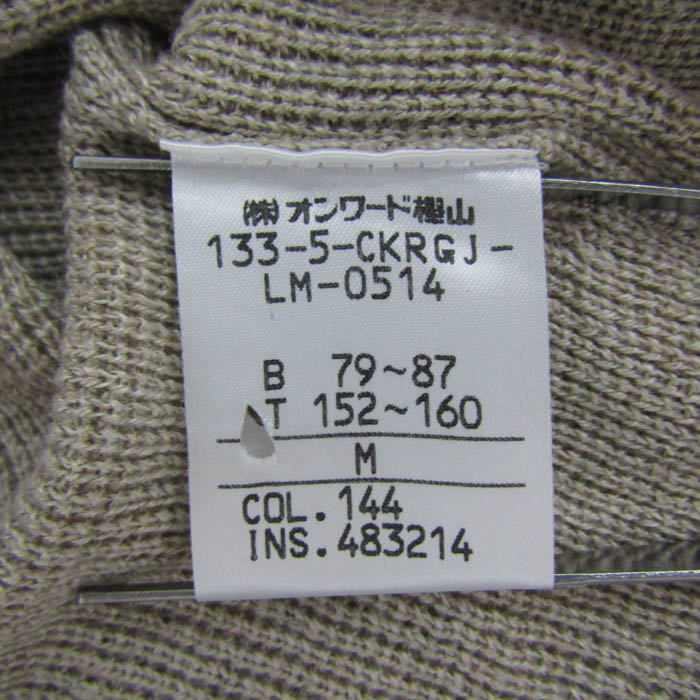 (株)オンワード樫山
133-5-CKRGJ-
LM-0514
B 79~87
T 152~160
M
COL.144
INS.483214